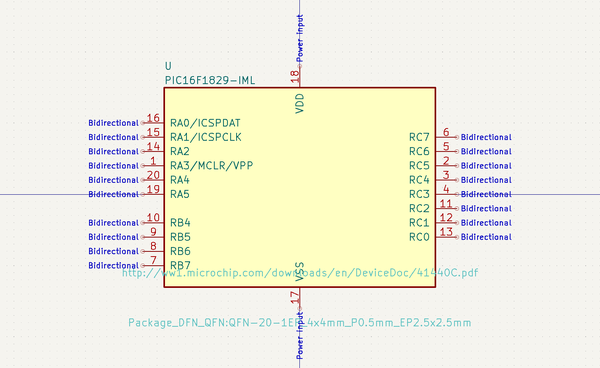 Power input
U
PIC16F1829-IML
18
VDD
Bidirectional 16 RA0/ICSPDAT
Bidirectional 15 RA1/ICSPCLK RC7 6 Bidirectional
Bidirectional 14 RA2 RC6 5 Bidirectional
Bidirectional 1 RA3/MCLR/VPP RC5 2 Bidirectional
Bidirectional 20 RA4 RC4 3 Bidirectional
Bidirectional 19 RA5 RC3 4 Bidirectional
RC2 11 Bidirectional
Bidirectional 10 RB4 RC1 12 Bidirectional
Bidirectional 9 RB5 RC0 13 Bidirectional
Bidirectional 8 RB6
Bidirectional 7 RB7
http://ww1.microchip.com/downloads/en/DeviceDoc/41440C.pdf
VSS
17
Package_DFN_QFN:QFN-20-1EP_4x4mm_P0.5mm_EP2.5x2.5mm
Power input